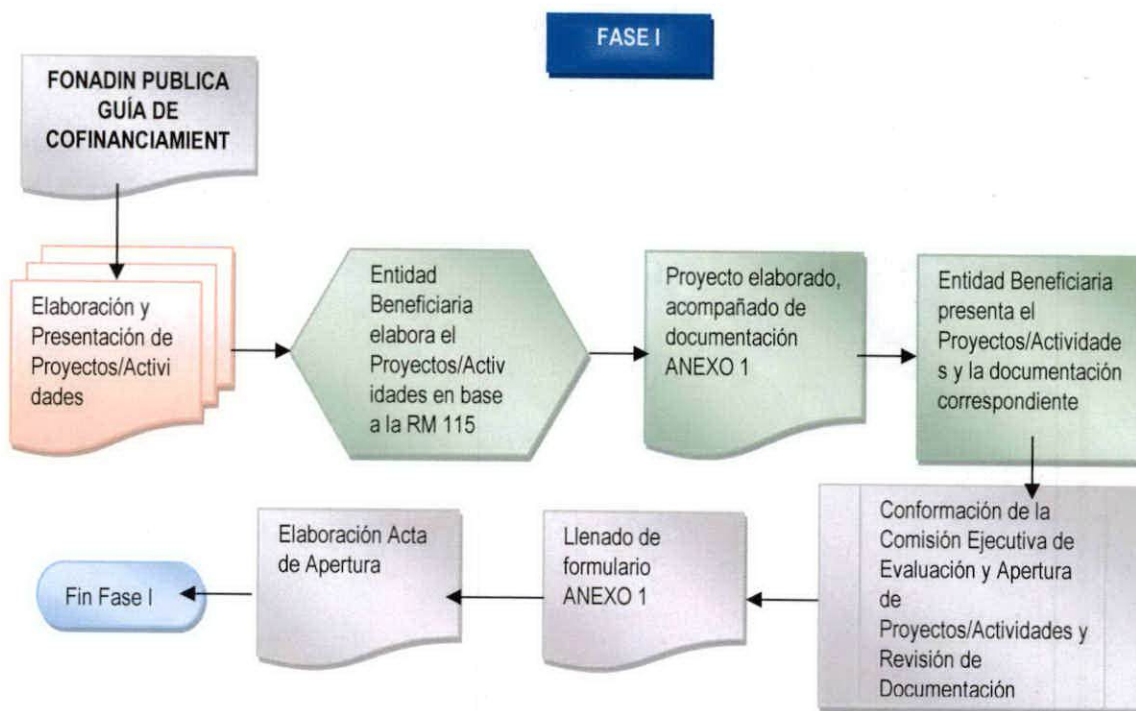 FASE I
FONADIN PUBLICA
GUÍA DE
COFINANCIAMIENT
Elaboración y
Presentación de
Proyectos/Activi
dades
Entidad
Beneficiaria
elabora el
Proyectos/Activ
idades en base
a la RM 115
Proyecto elaborado,
acompañado de
documentación
ANEXO 1
Entidad Beneficiaria
presenta el
Proyectos/Actividade
s y la documentación
correspondiente
Conformación de la
Comisión Ejecutiva de
Evaluación y Apertura
de
Proyectos/Actividades y
Revisión de
Documentación
Llenado de
formulario
ANEXO 1
Elaboración Acta
de Apertura
Fin Fase I